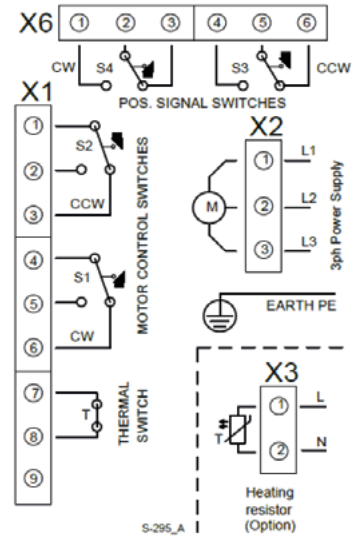 X6 1 2 3 4 5 6
CW S4 S3 CCW
POS. SIGNAL SWITCHES
X1
1
2
3
4
5
6
7
8
9
S2
CCW
S1
CW
MOTOR CONTROL SWITCHES
T
THERMAL
SWITCH
X2
1 L1
M 2 L2
3 L3
3ph Power Supply
EARTH PE
X3
1 L
T 2 N
Heating
resistor
(Option)
S-295_A